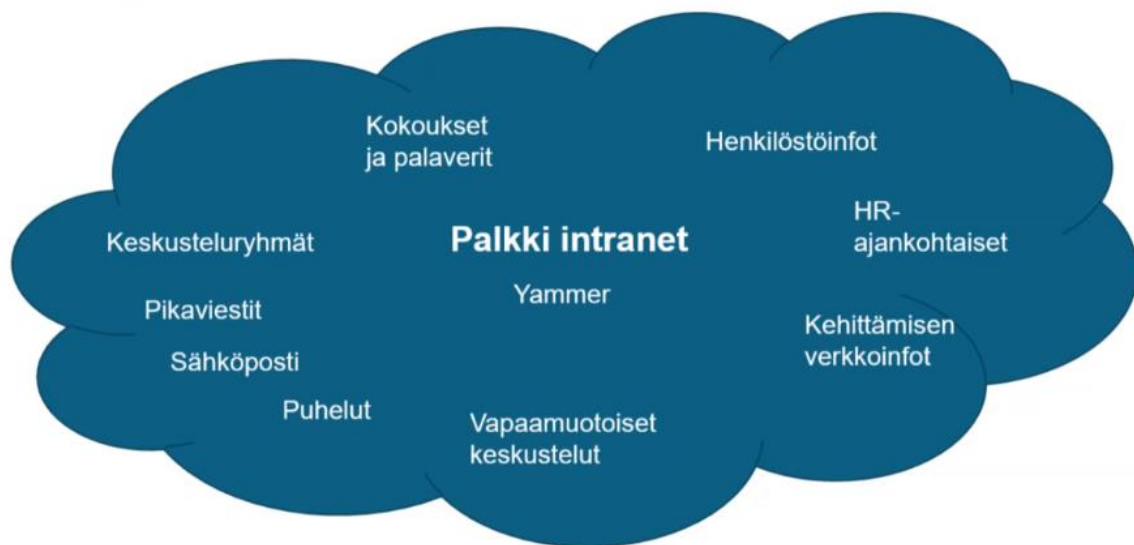 Kokoukset
ja palaverit
Henkilöstöinfot
HR-
ajankohtaiset
Keskusteluryhmät
Palkki intranet
Yammer
Pikaviestit
Kehittämisen
verkkoinfot
Sähköposti
Puhelut
Vapaamuotoiset
keskustelut